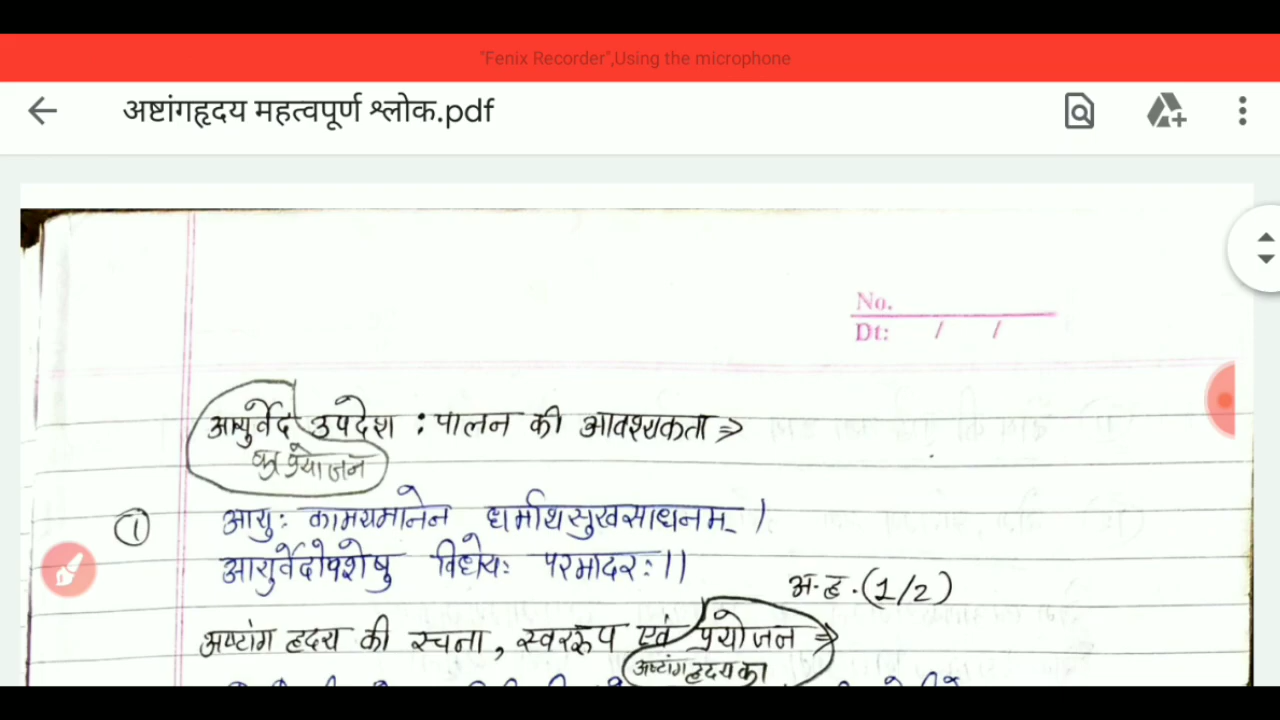 "Fenix Recorder",Using the microphone
अष्टांगहृदय महत्वपूर्ण श्लोक.pdf
No.
Dt: / /
आयुर्वेद उपदेश : पालन की आवश्यकता ⇒
का प्रयोजन
① आयुः कामयमानेन धर्मार्थसुखसाधनम् ।
आयुर्वेदोपशेषु विधेयः परमादरः ।।
अ.ह.(1/2)
अष्टांग हृदय की रचना, स्वरूप एवं प्रयोजन ⇒
अष्टांगहृदय का